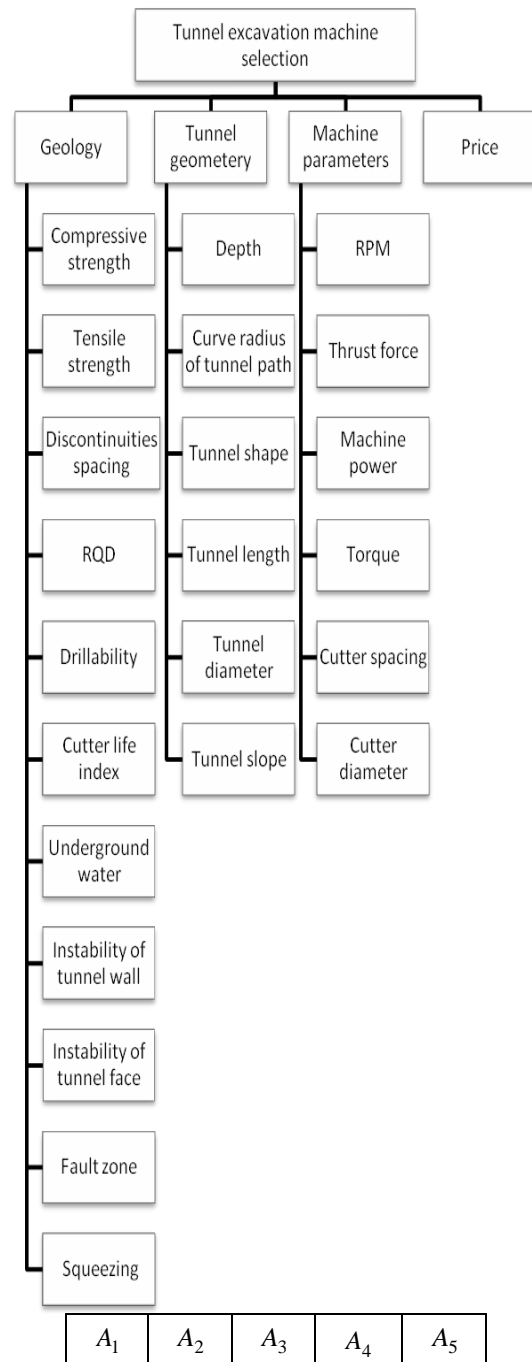 Tunnel excavation machine
selection
Geology
Tunnel
geometery
Machine
parameters
Price
Compressive
strength
Tensile
strength
Discontinuities
spacing
RQD
Drillability
Cutter life
index
Underground
water
Instability of
tunnel wall
Instability of
tunnel face
Fault zone
Squeezing
Depth
Curve radius
of tunnel path
Tunnel shape
Tunnel length
Tunnel
diameter
Tunnel slope
RPM
Thrust force
Machine
power
Torque
Cutter spacing
Cutter
diameter
A₁ A₂ A₃ A₄ A₅